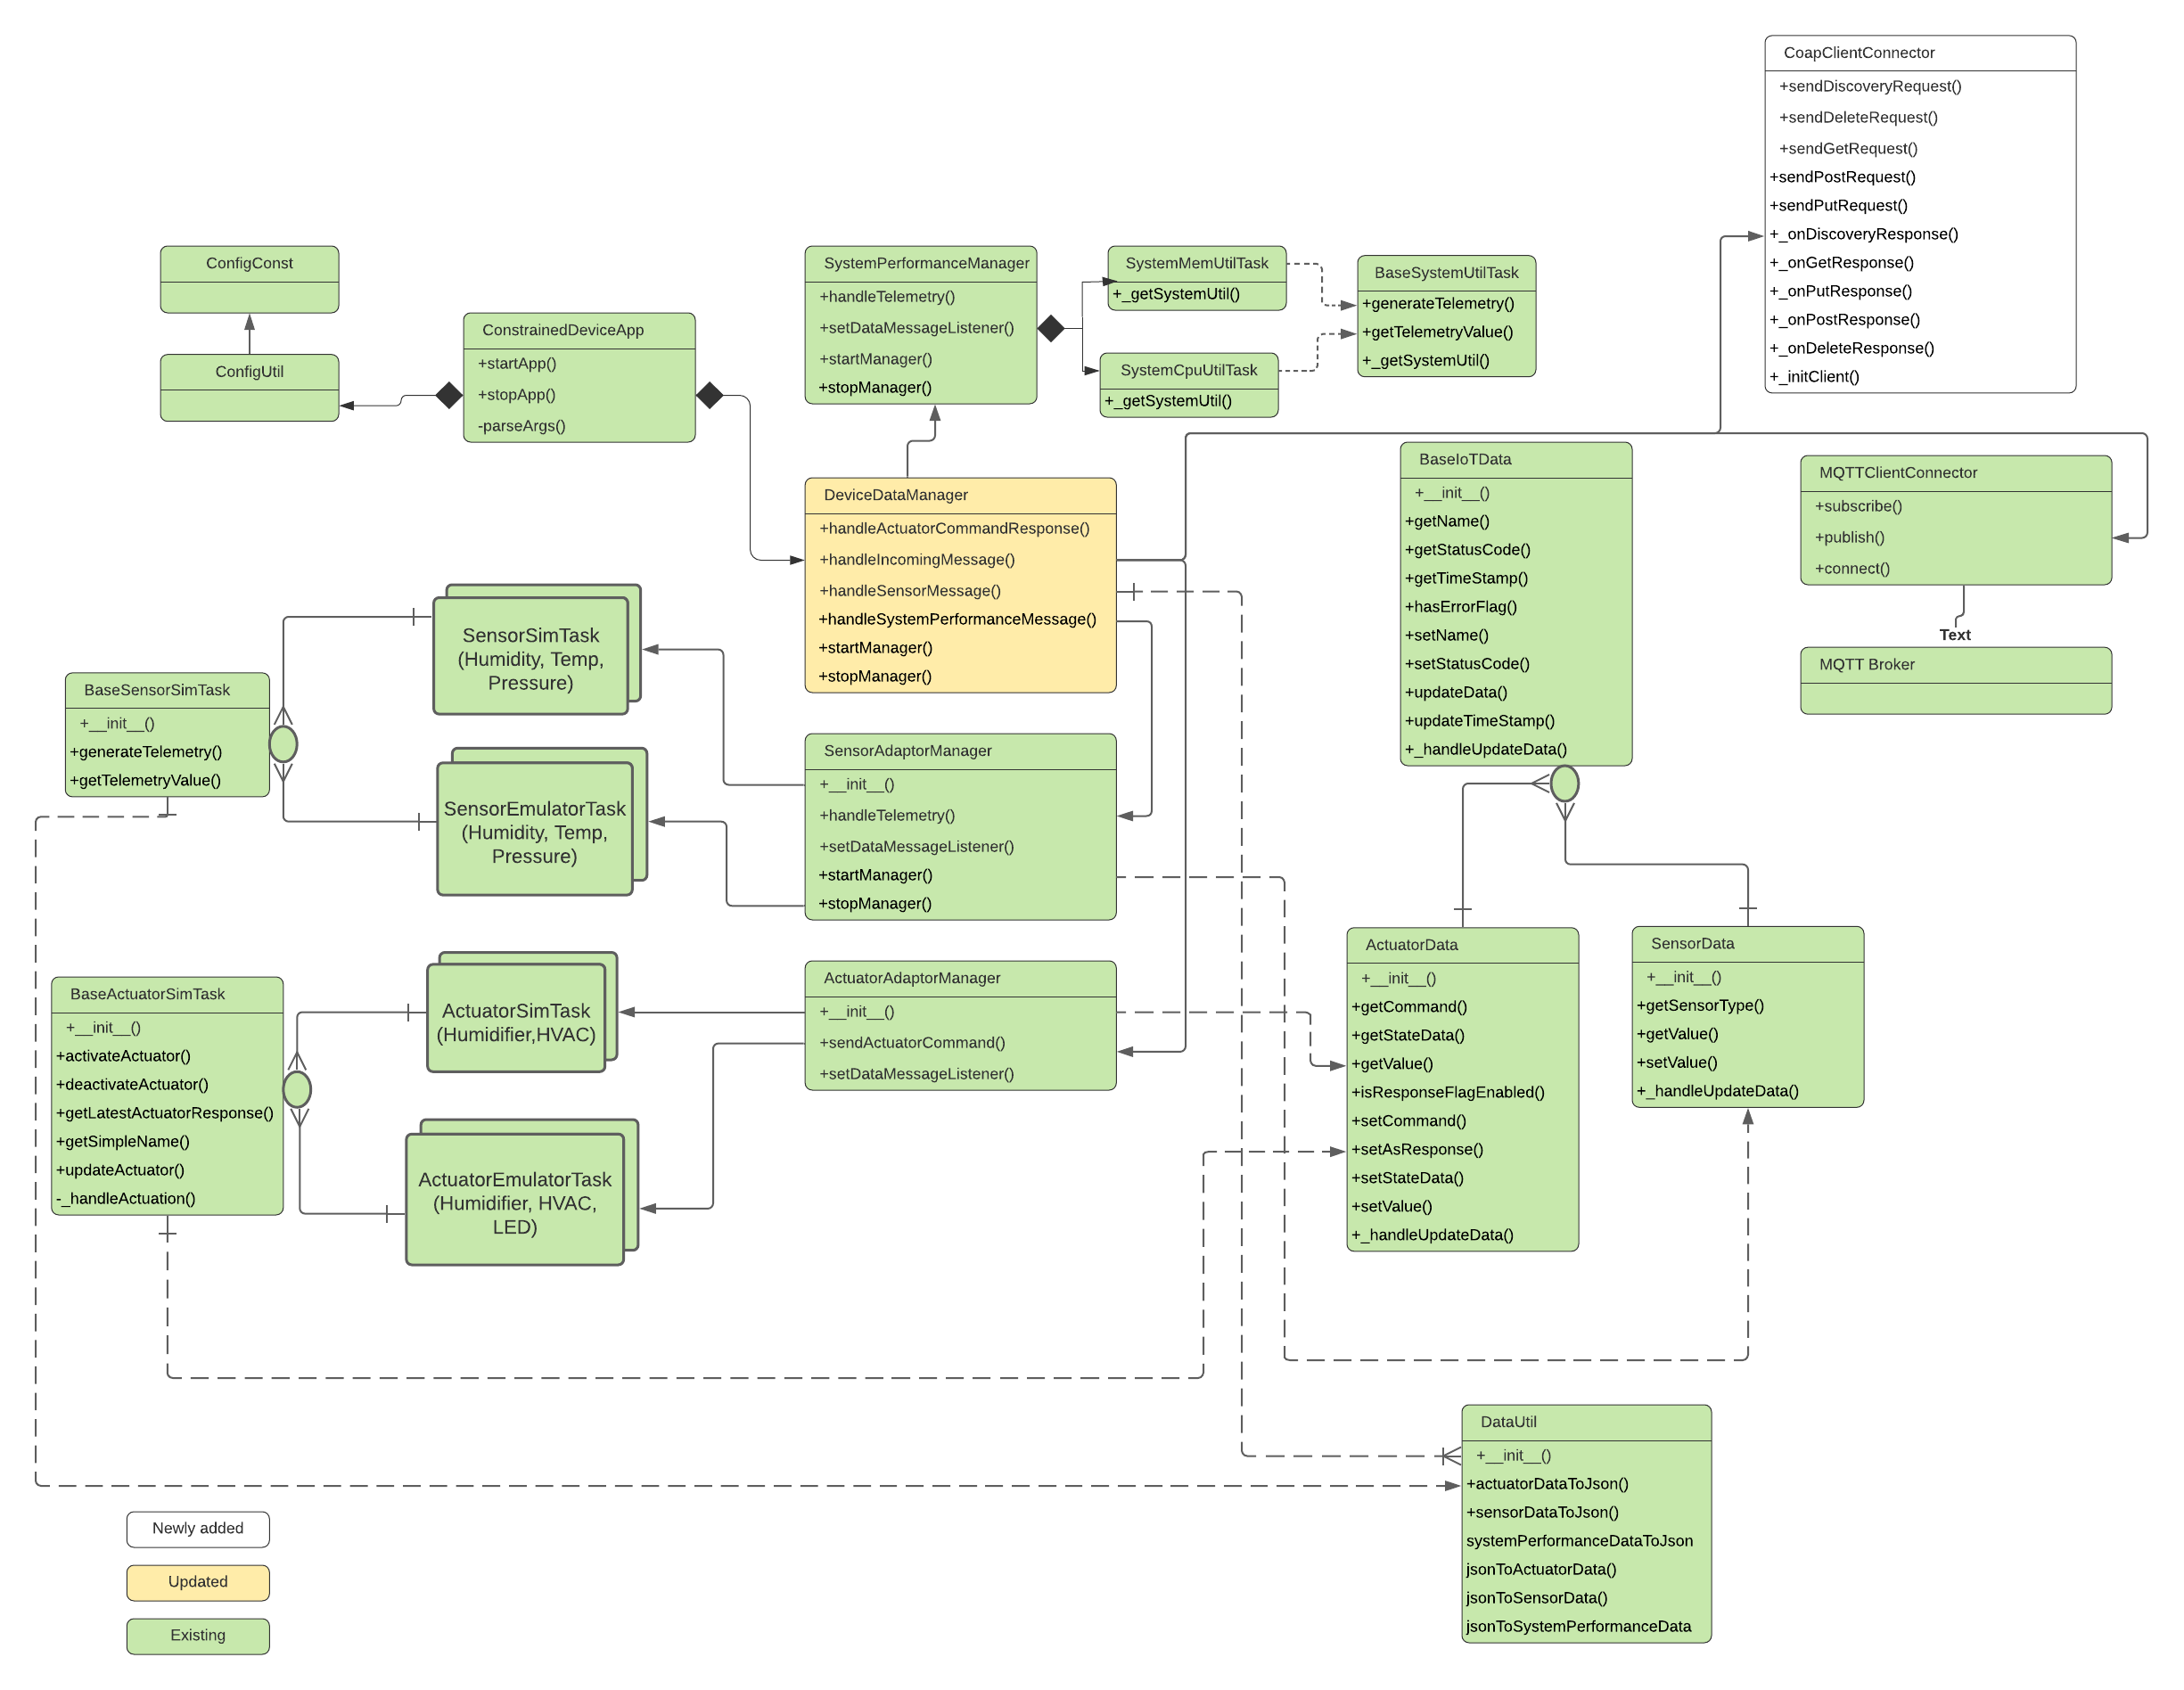 CoapClientConnector
+sendDiscoveryRequest()
+sendDeleteRequest()
+sendGetRequest()
+sendPostRequest()
+sendPutRequest()
+_onDiscoveryResponse()
+_onGetResponse()
+_onPutResponse()
+_onPostResponse()
+_onDeleteResponse()
+_initClient()
ConfigConst
ConfigUtil
ConstrainedDeviceApp
+startApp()
+stopApp()
-parseArgs()
SystemPerformanceManager
+handleTelemetry()
+setDataMessageListener()
+startManager()
+stopManager()
SystemMemUtilTask
+_getSystemUtil()
SystemCpuUtilTask
+_getSystemUtil()
BaseSystemUtilTask
+generateTelemetry()
+getTelemetryValue()
+_getSystemUtil()
DeviceDataManager
+handleActuatorCommandResponse()
+handleIncomingMessage()
+handleSensorMessage()
+handleSystemPerformanceMessage()
+startManager()
+stopManager()
BaseIoTData
+__init__()
+getName()
+getStatusCode()
+getTimeStamp()
+hasErrorFlag()
+setName()
+setStatusCode()
+updateData()
+updateTimeStamp()
+_handleUpdateData()
MQTTClientConnector
+subscribe()
+publish()
+connect()
Text
MQTT Broker
SensorSimTask
(Humidity, Temp,
Pressure)
BaseSensorSimTask
+__init__()
+generateTelemetry()
+getTelemetryValue()
SensorEmulatorTask
(Humidity, Temp,
Pressure)
SensorAdaptorManager
+__init__()
+handleTelemetry()
+setDataMessageListener()
+startManager()
+stopManager()
ActuatorSimTask
(Humidifier,HVAC)
BaseActuatorSimTask
+__init__()
+activateActuator()
+deactivateActuator()
+getLatestActuatorResponse()
+getSimpleName()
+updateActuator()
-_handleActuation()
ActuatorEmulatorTask
(Humidifier, HVAC,
LED)
ActuatorAdaptorManager
+__init__()
+sendActuatorCommand()
+setDataMessageListener()
ActuatorData
+__init__()
+getCommand()
+getStateData()
+getValue()
+isResponseFlagEnabled()
+setCommand()
+setAsResponse()
+setStateData()
+setValue()
+_handleUpdateData()
SensorData
+__init__()
+getSensorType()
+getValue()
+setValue()
+_handleUpdateData()
DataUtil
+__init__()
+actuatorDataToJson()
+sensorDataToJson()
systemPerformanceDataToJson
jsonToActuatorData()
jsonToSensorData()
jsonToSystemPerformanceData
Newly added
Updated
Existing